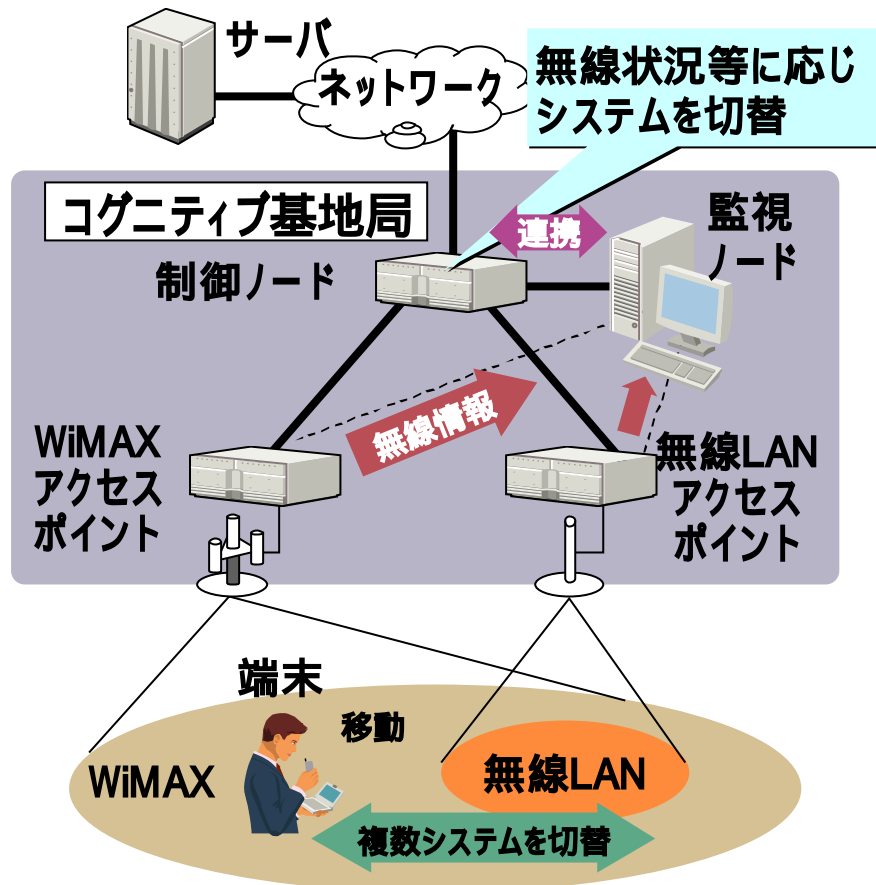 サーバ
ネットワーク
無線状況等に応じ
システムを切替
コグニティブ基地局
連携
監視
ノード
制御ノード
無線情報
WiMAX
アクセス
ポイント
無線LAN
アクセス
ポイント
端末
移動
WiMAX
無線LAN
複数システムを切替